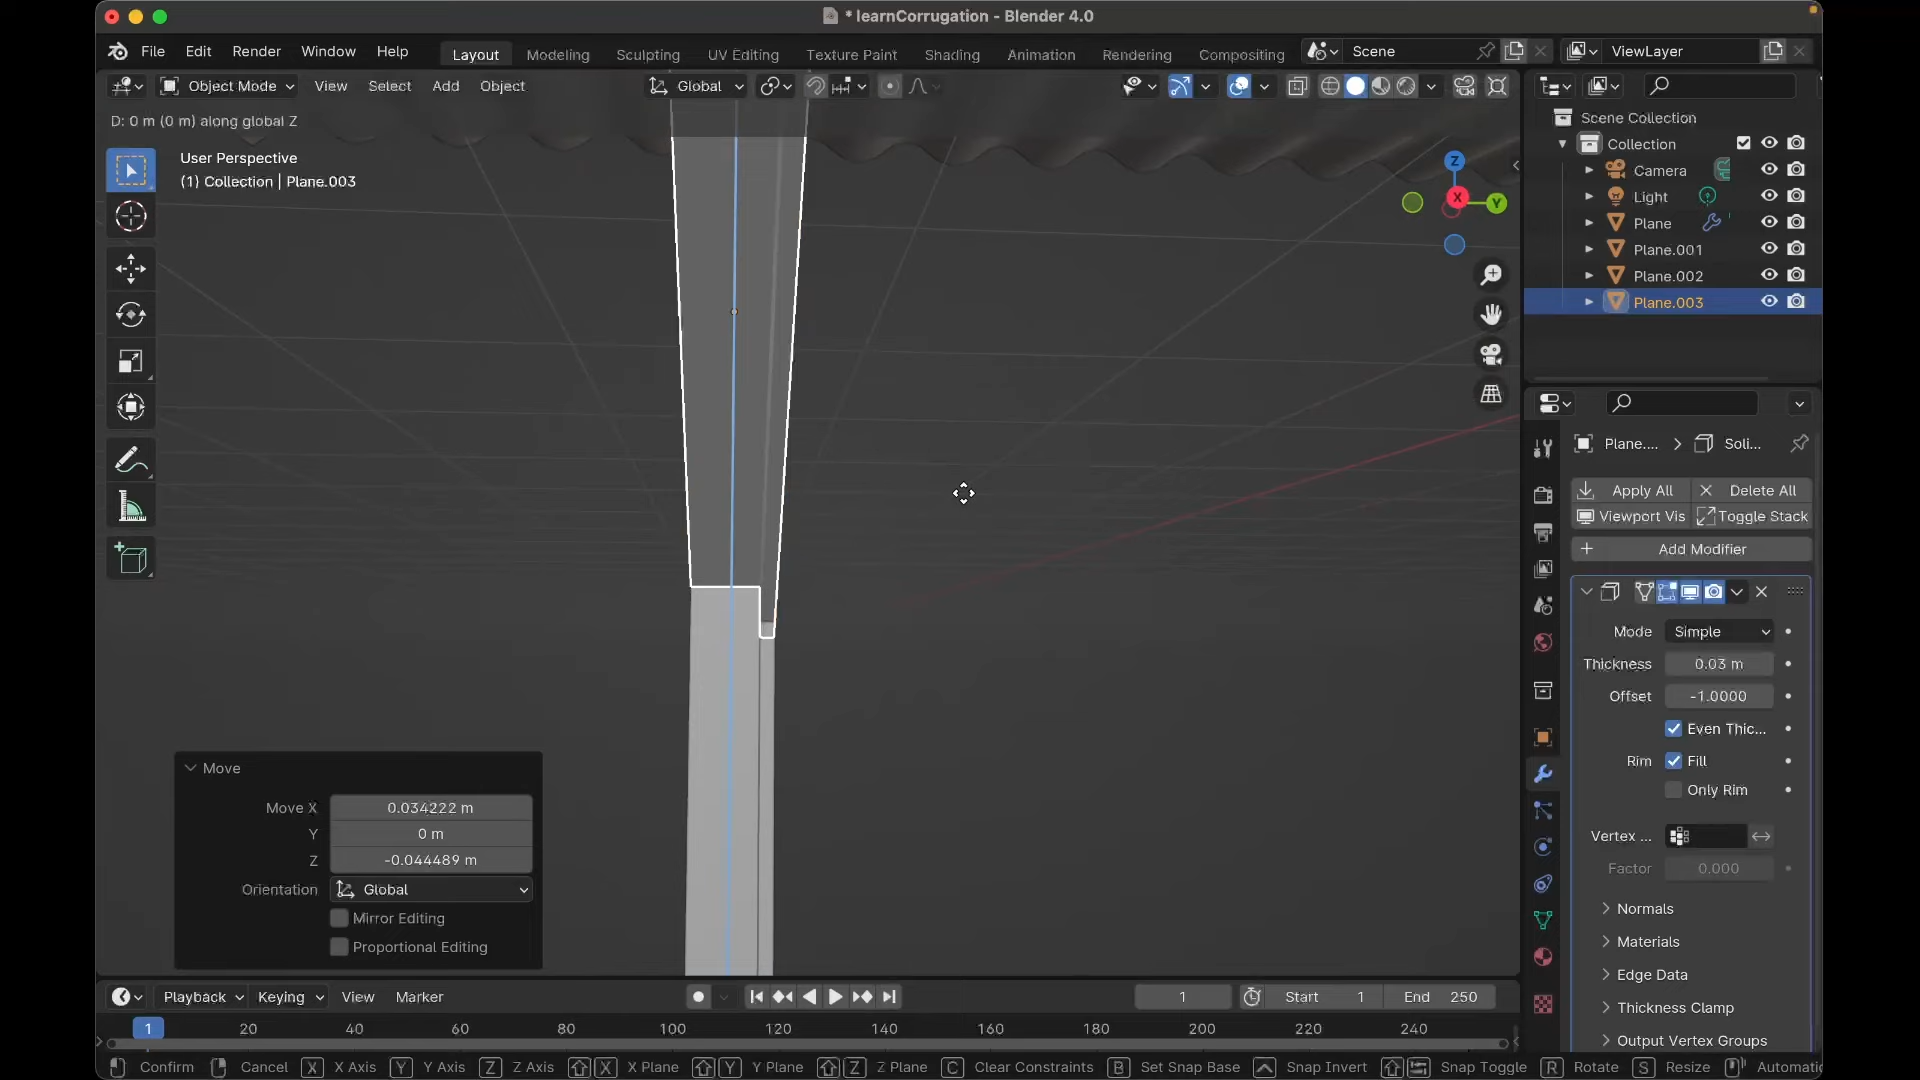 * learnCorrugation - Blender 4.0
File Edit Render Window Help
Layout Modeling Sculpting UV Editing Texture Paint Shading Animation Rendering Compositing
Scene
ViewLayer
Object Mode View Select Add Object
Global
D: 0 m (0 m) along global Z
User Perspective
(1) Collection | Plane.003
Z
X
Y
Scene Collection
Collection
Camera
Light
Plane
Plane.001
Plane.002
Plane.003
Plane.... Soli...
Apply All Delete All
Viewport Vis Toggle Stack
Add Modifier
Mode Simple
Thickness 0.03 m
Offset -1.0000
Even Thic...
Rim Fill
Only Rim
Vertex ...
Factor 0.000
Normals
Materials
Edge Data
Thickness Clamp
Output Vertex Groups
Move
Move X 0.034222 m
Y 0 m
Z -0.044489 m
Orientation Global
Mirror Editing
Proportional Editing
Playback Keying View Marker
1 Start 1 End 250
1 20 40 60 80 100 120 140 160 180 200 220 240
Confirm Cancel X X Axis Y Y Axis Z Z Axis X X Plane Y Y Plane Z Z Plane C Clear Constraints B Set Snap Base Snap Invert Snap Toggle R Rotate S Resize Automati